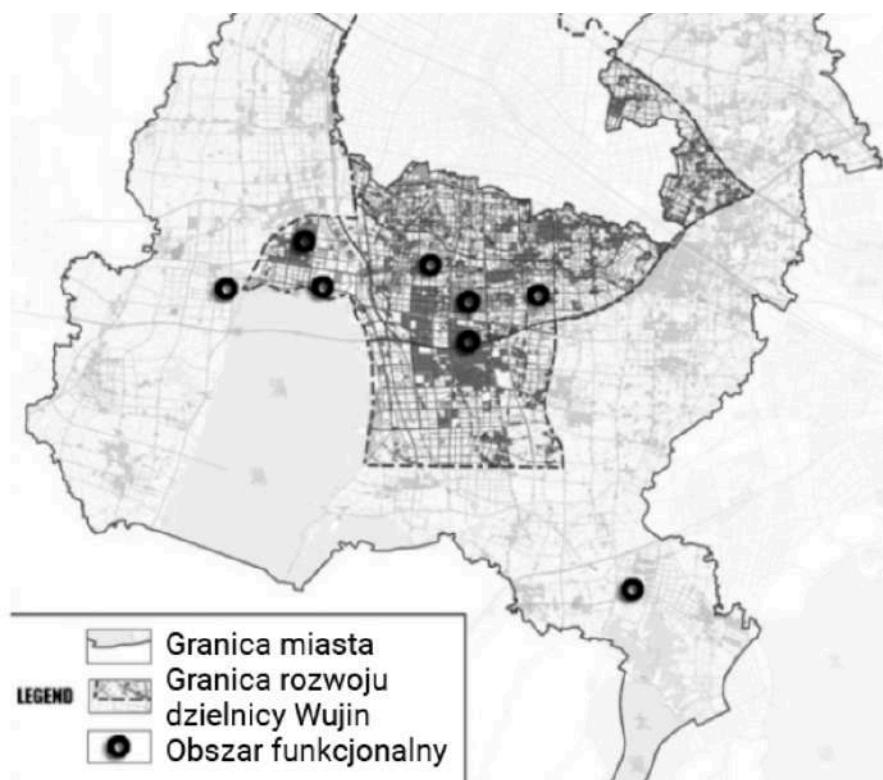 LEGEND
Granica miasta
Granica rozwoju
dzielnicy Wujin
Obszar funkcjonalny